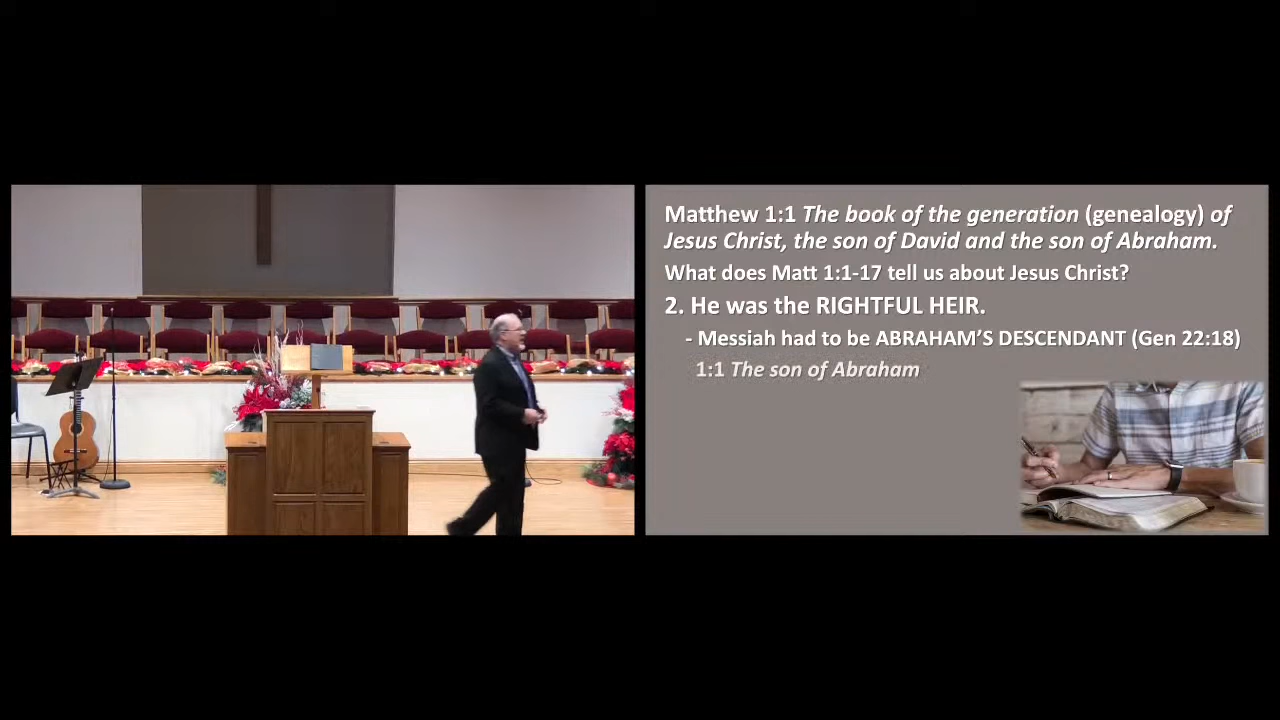 Matthew 1:1 The book of the generation (genealogy) of
Jesus Christ, the son of David and the son of Abraham.
What does Matt 1:1-17 tell us about Jesus Christ?
2. He was the RIGHTFUL HEIR.
- Messiah had to be ABRAHAM’S DESCENDANT (Gen 22:18)
1:1 The son of Abraham